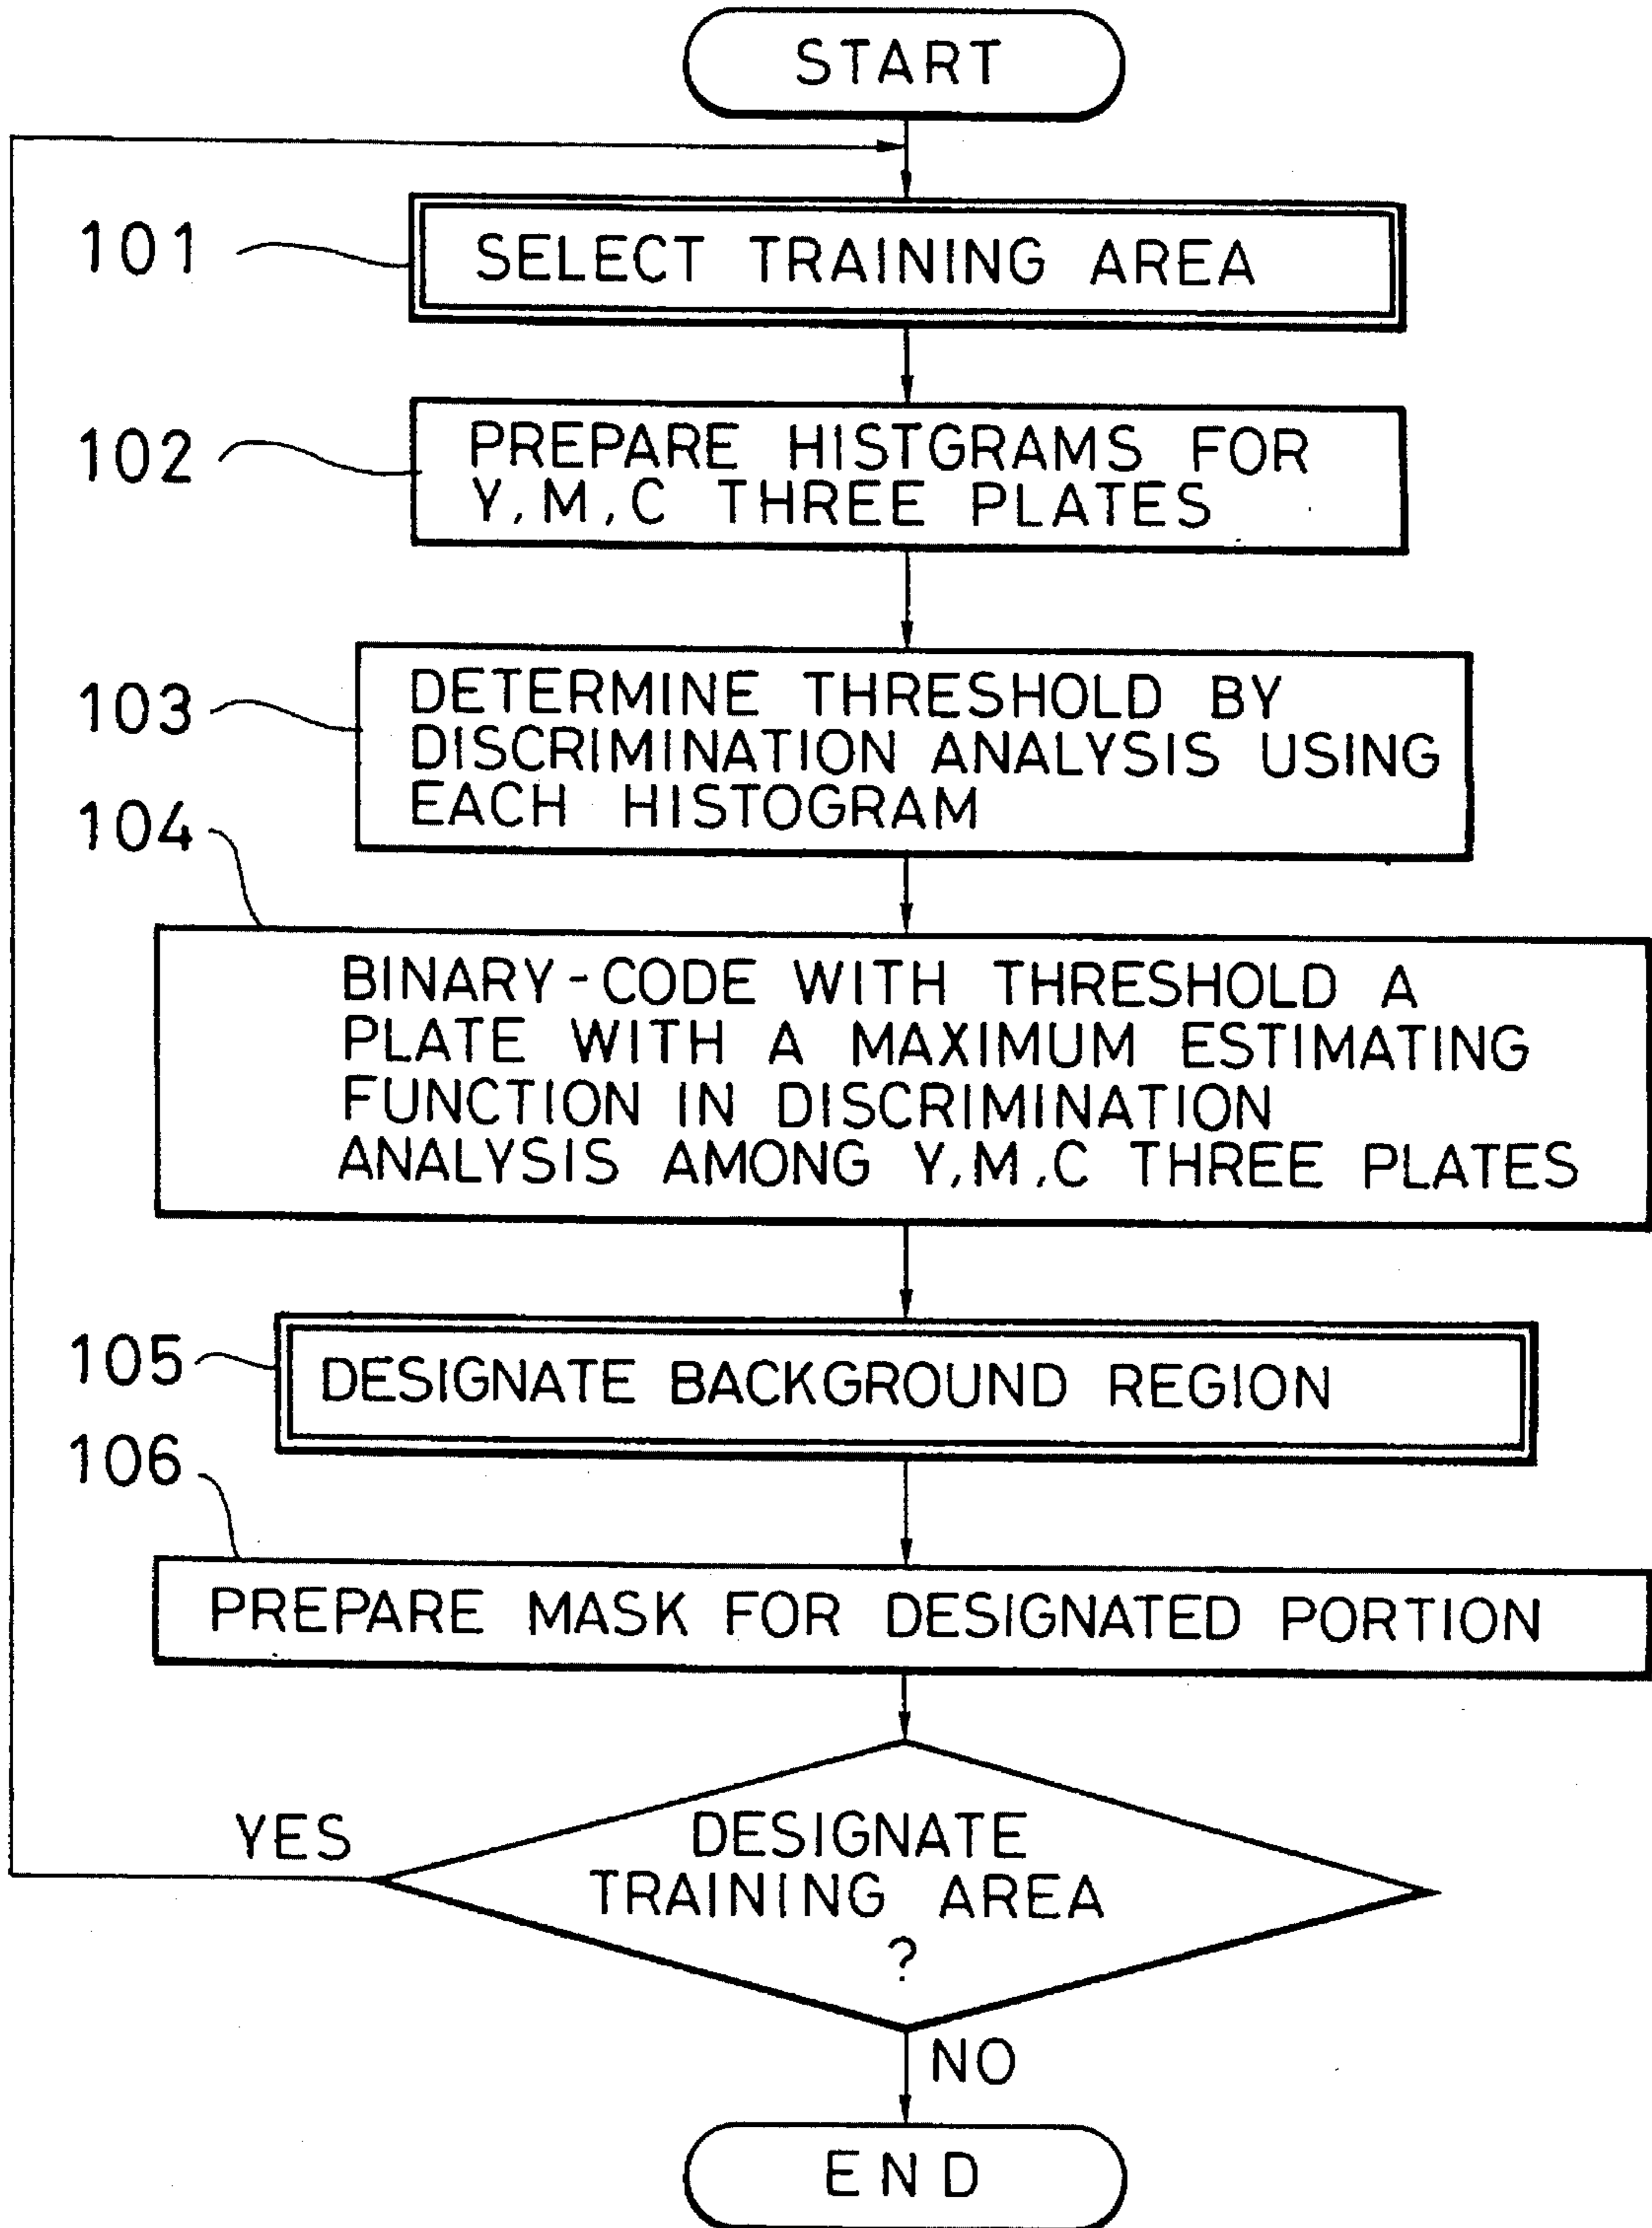 START
101
SELECT TRAINING AREA
102
PREPARE HISTGRAMS FOR
Y, M, C THREE PLATES
103
DETERMINE THRESHOLD BY
DISCRIMINATION ANALYSIS USING
EACH HISTOGRAM
104
BINARY-CODE WITH THRESHOLD A
PLATE WITH A MAXIMUM ESTIMATING
FUNCTION IN DISCRIMINATION
ANALYSIS AMONG Y, M, C THREE PLATES
105
DESIGNATE BACKGROUND REGION
106
PREPARE MASK FOR DESIGNATED PORTION
YES
DESIGNATE
TRAINING AREA
?
NO
END